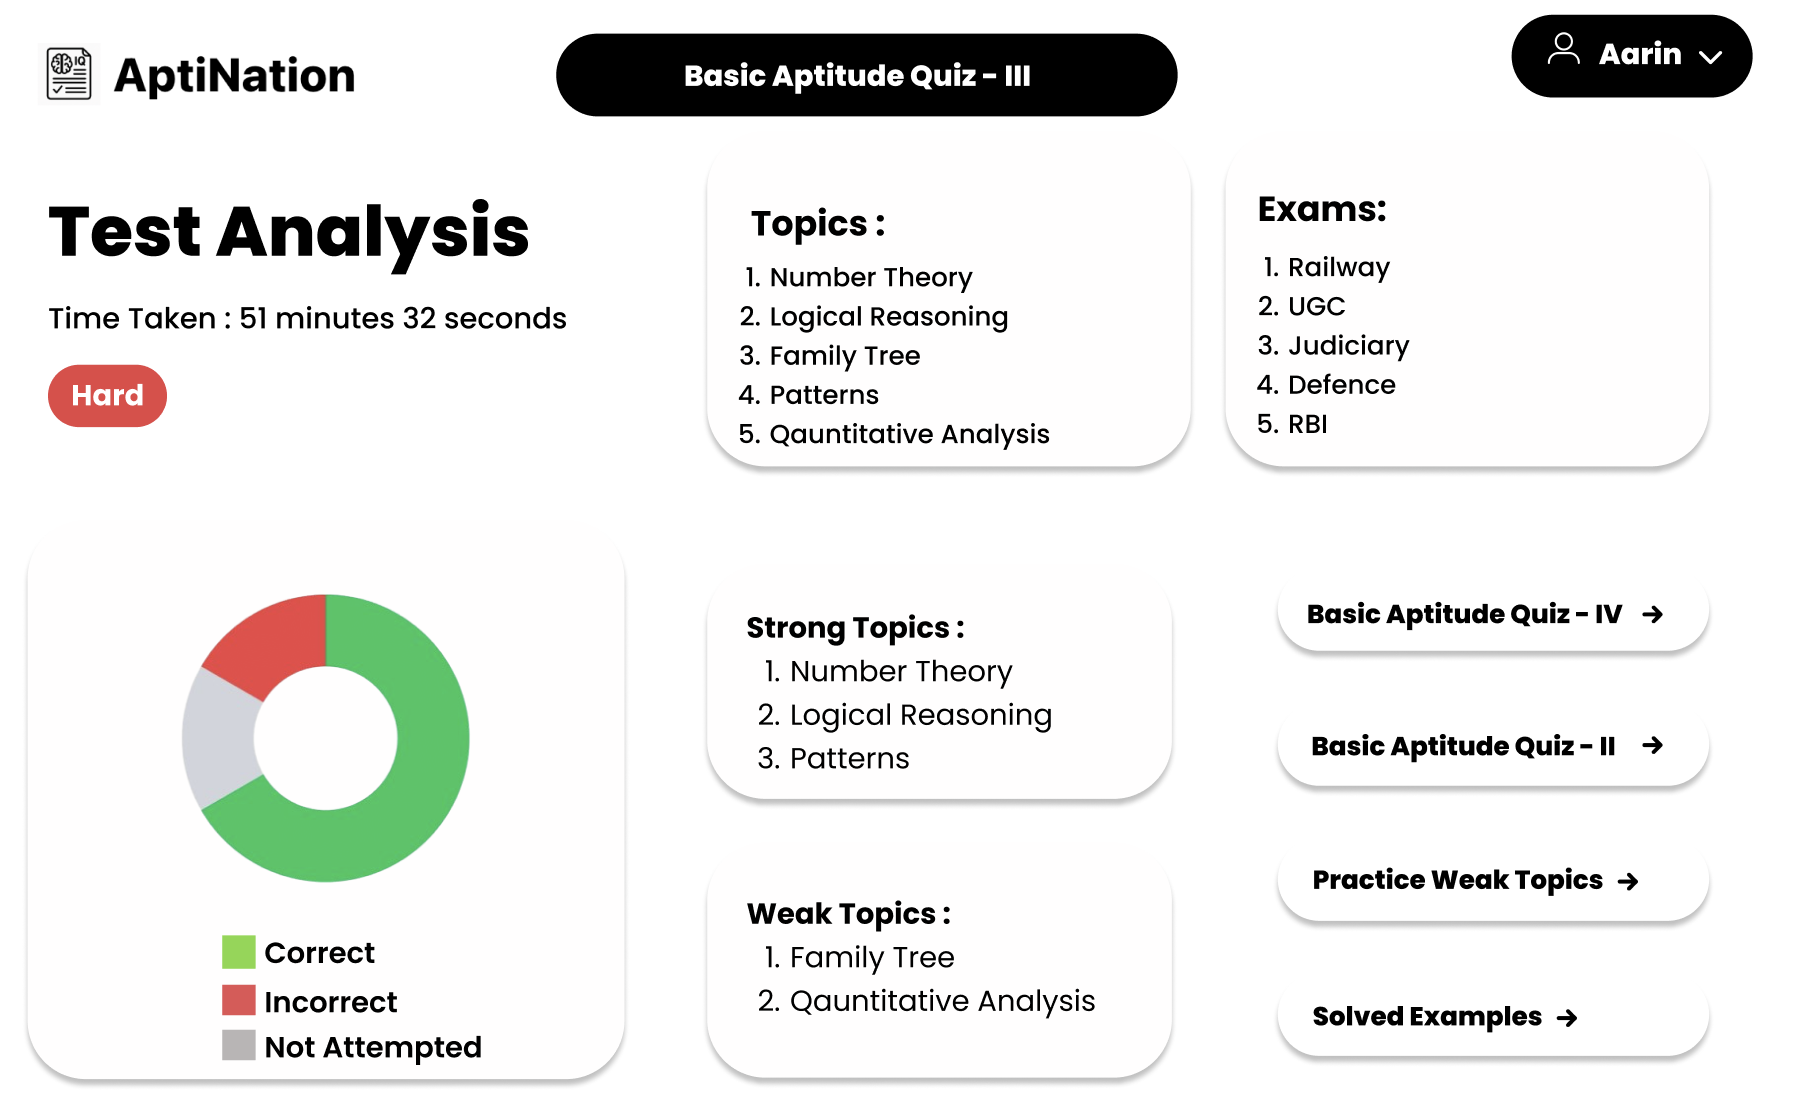 IQ
AptiNation
Basic Aptitude Quiz - III
Aarin
Test Analysis
Time Taken : 51 minutes 32 seconds
Hard
Topics :
1. Number Theory
2. Logical Reasoning
3. Family Tree
4. Patterns
5. Qauntitative Analysis
Exams:
1. Railway
2. UGC
3. Judiciary
4. Defence
5. RBI
Correct
Incorrect
Not Attempted
Strong Topics :
1. Number Theory
2. Logical Reasoning
3. Patterns
Weak Topics :
1. Family Tree
2. Qauntitative Analysis
Basic Aptitude Quiz - IV →
Basic Aptitude Quiz - II →
Practice Weak Topics →
Solved Examples →